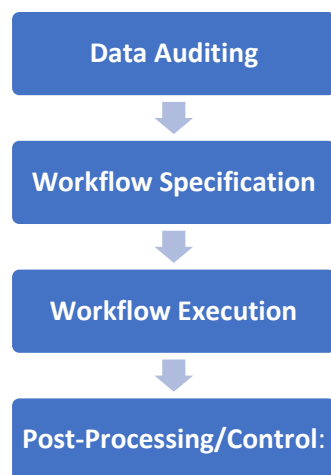 Data Auditing
Workflow Specification
Workflow Execution
Post-Processing/Control: